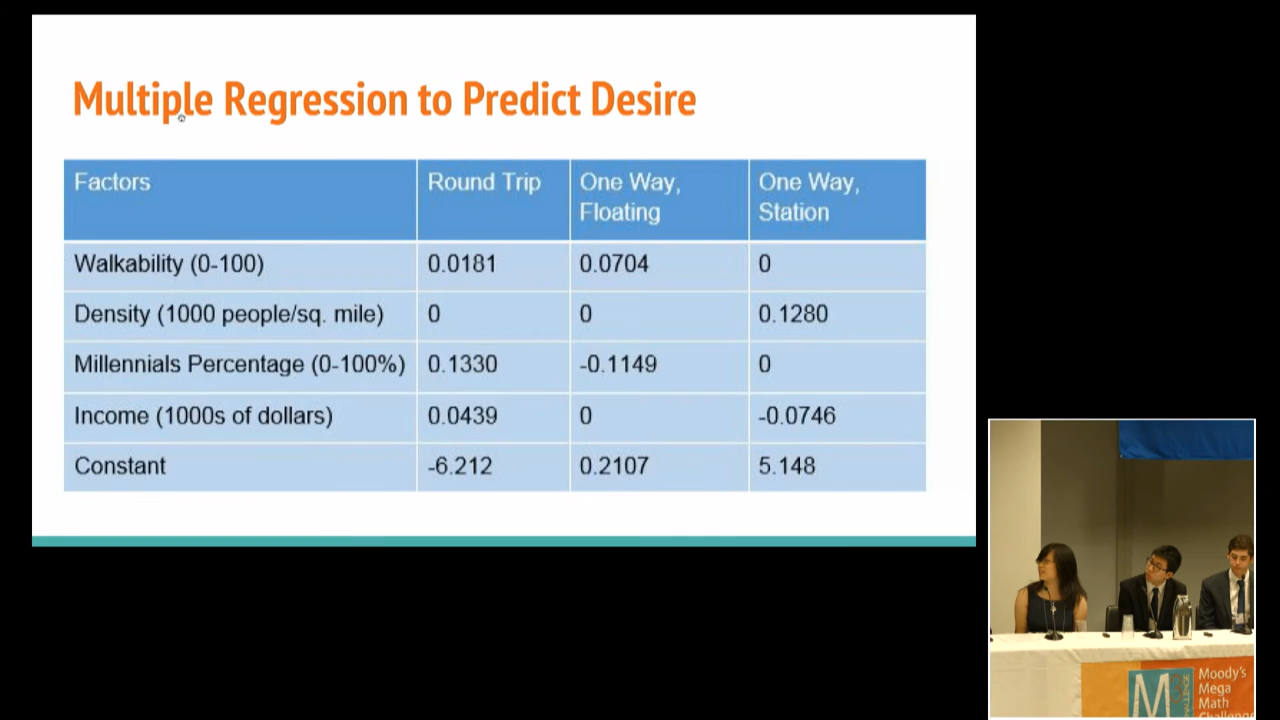 Multiple Regression to Predict Desire
Factors Round Trip One Way, Floating One Way, Station
Walkability (0-100) 0.0181 0.0704 0
Density (1000 people/sq. mile) 0 0 0.1280
Millennials Percentage (0-100%) 0.1330 -0.1149 0
Income (1000s of dollars) 0.0439 0 -0.0746
Constant -6.212 0.2107 5.148
M
Moody's
Mega
Math
Challenge